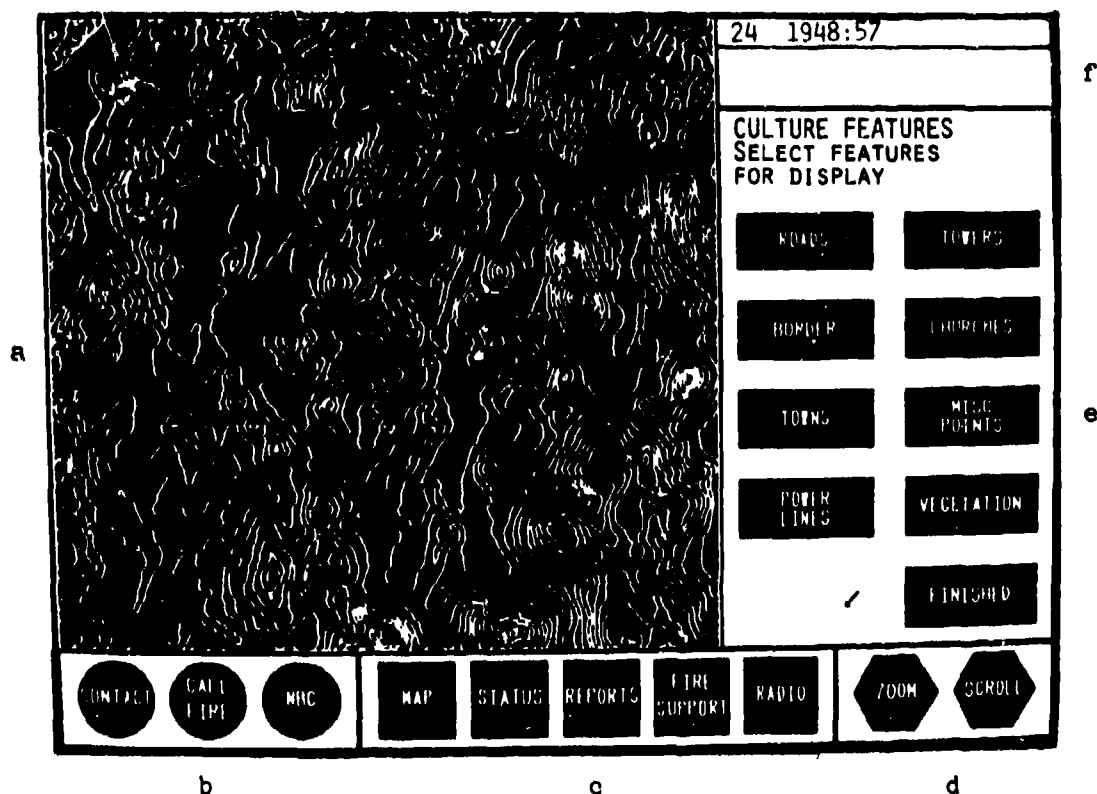 24 1948:57
f
CULTURE FEATURES
SELECT FEATURES
FOR DISPLAY
ROADS
TOWERS
BORDER
CHURCHES
a
TOWNS
MISC
POINTS
e
POWER
LINES
VEGETATION
FINISHED
CONTACT
CALL
FIRE
NBC
MAP
STATUS
REPORTS
FIRE
SUPPORT
RADIO
ZOOM
SCROLL
b
c
d